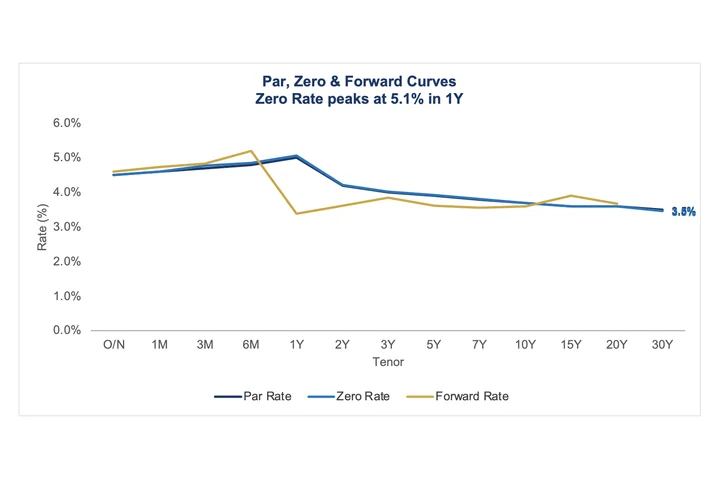 Par, Zero & Forward Curves
Zero Rate peaks at 5.1% in 1Y
6.0%
5.0%
4.0%
3.0%
2.0%
1.0%
0.0%
Rate (%)
O/N 1M 3M 6M 1Y 2Y 3Y 5Y 7Y 10Y 15Y 20Y 30Y
Tenor
Par Rate Zero Rate Forward Rate